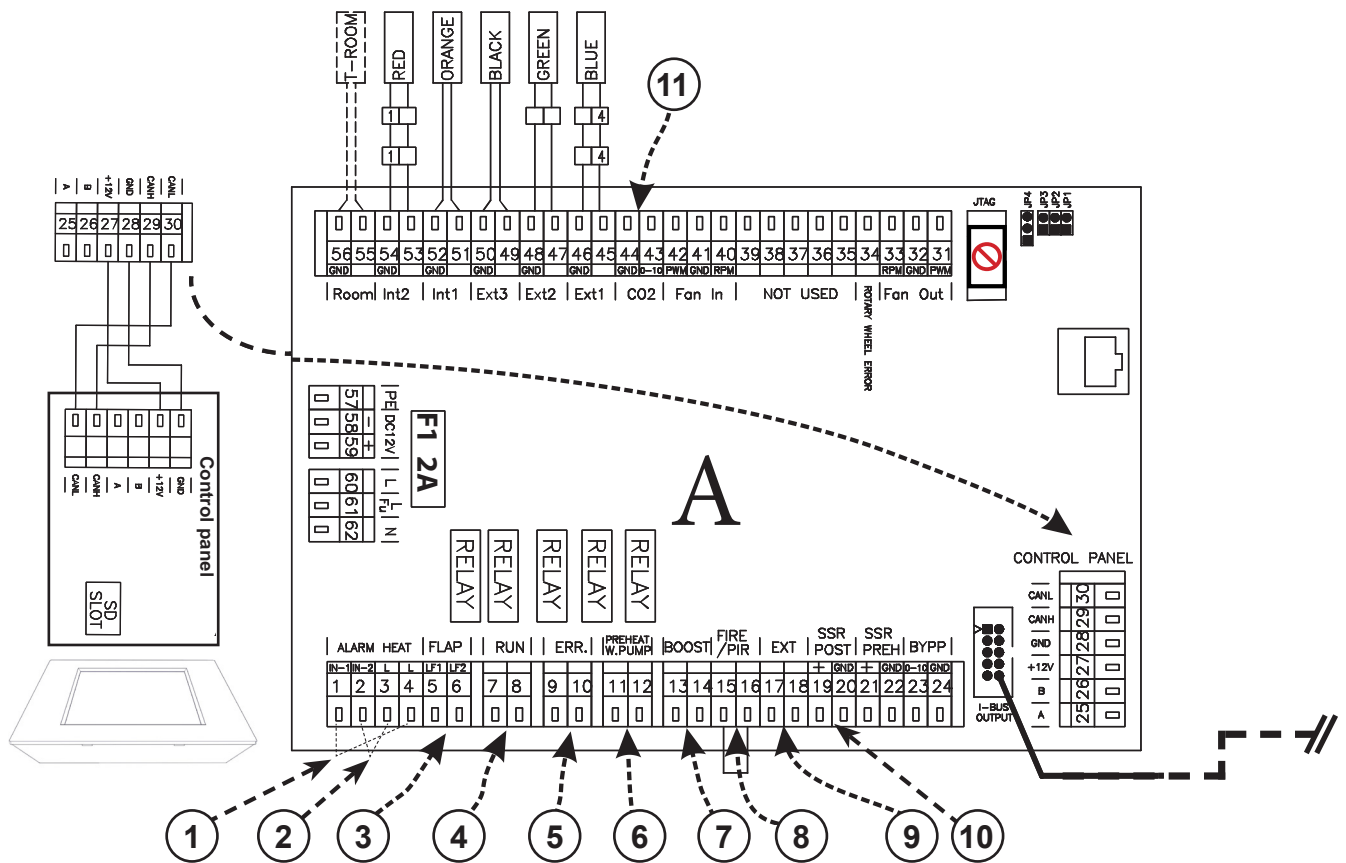 T-ROOM RED ORANGE BLACK GREEN BLUE
1 4
1 4
11
A B +12V GND CANH CANL
25 26 27 28 29 30
JTAG JP4 JP3 JP2 JP1
56 55 54 53 52 51 50 49 48 47 46 45 44 43 42 41 40 39 38 37 36 35 34 33 32 31
GND GND GND GND GND GND GND 0-10 PWM GND RPM RPM GND PWM
Room Int2 Int1 Ext3 Ext2 Ext1 CO2 Fan In NOT USED ROTARY WHEEL ERROR Fan Out
57 58 59
PE DC12V - +
F1 2A
60 61 62
L L Fu N
A
Control panel
CANL CANH A B +12V GND
SD
SLOT
RELAY RELAY RELAY RELAY RELAY
CONTROL PANEL
CANL 30
CANH 29
GND 28
+12V 27
B 26
A 25
I-BUS
OUTPUT
ALARM HEAT FLAP RUN ERR. PREHEAT W.PUMP BOOST FIRE /PIR EXT SSR POST SSR PREH BYPP
IN-1 IN-2 L L LF1 LF2 + GND + GND 0-10 GND
1 2 3 4 5 6 7 8 9 10 11 12 13 14 15 16 17 18 19 20 21 22 23 24
1 2 3 4 5 6 7 8 9 10